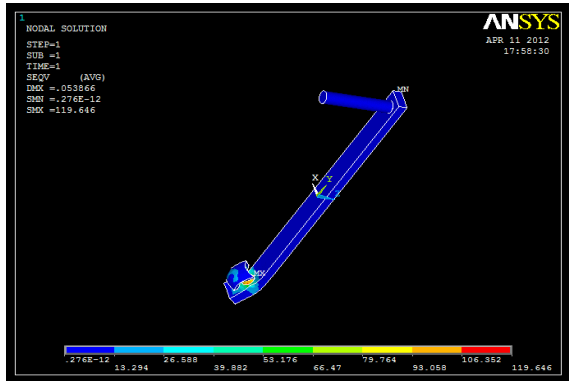 1
NODAL SOLUTION
ANSYS
STEP=1
SUB =1
TIME=1
SEQV (AVG)
DMX =.053866
SMN =.276E-12
SMX =119.646
APR 11 2012
17:58:30
MN
X Y
Z
MX
.276E-12 26.588 53.176 79.764 106.352
13.294 39.882 66.47 93.058 119.646